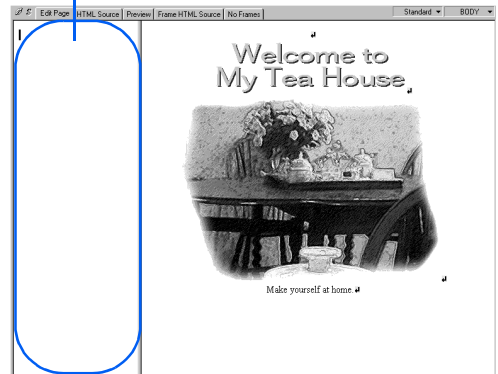 Edit Page HTML Source Preview Frame HTML Source No Frames Standard BODY
Welcome to
My Tea House
Make yourself at home.